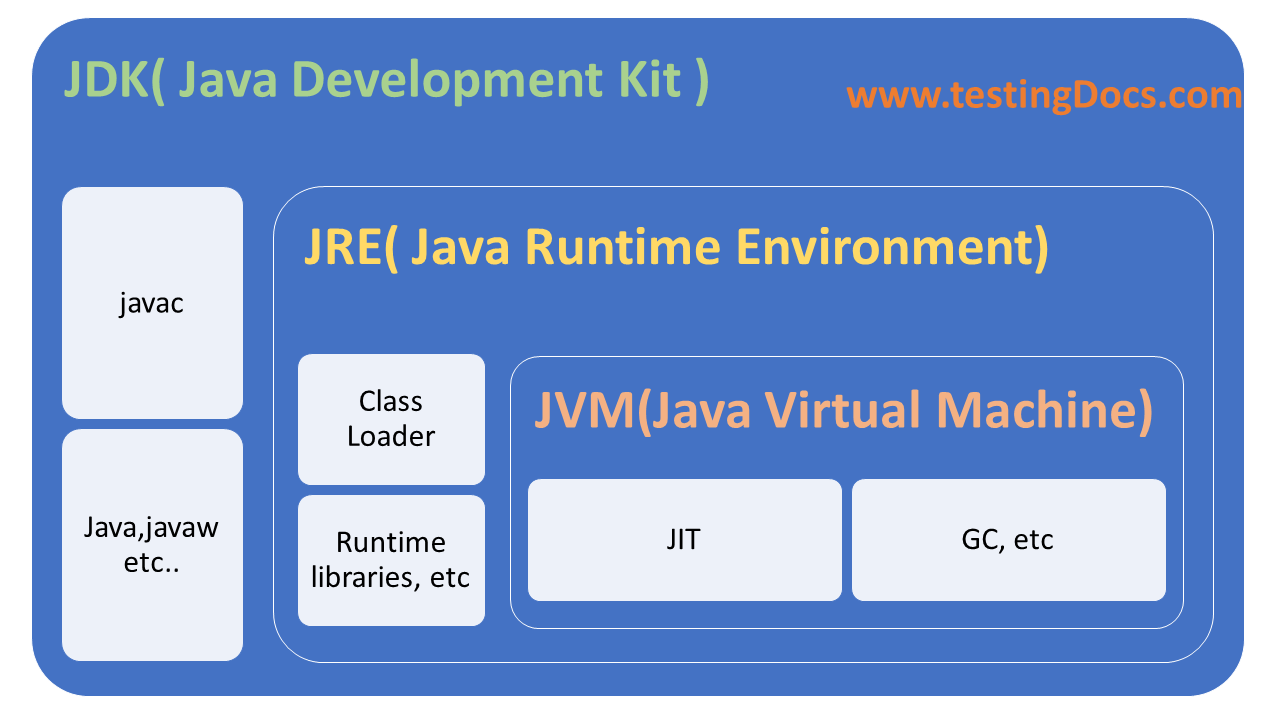 JDK( Java Development Kit )
www.testingDocs.com
javac
Java,javaw
etc..
JRE( Java Runtime Environment)
Class
Loader
Runtime
libraries, etc
JVM(Java Virtual Machine)
JIT
GC, etc